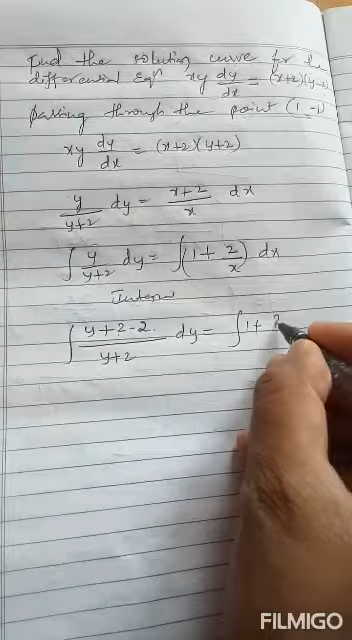 Find the solution curve for the
differential Eqn xy dy/dx = (x+2)(y+2)
passing through the point (1 -1)
xy dy/dx = (x+2)(y+2)
y/y+2 dy = x+2/x dx
∫ y/y+2 dy = ∫(1 + 2/x) dx
∫ y+2-2/y+2 dy = ∫ 1+ 2
FILMIGO